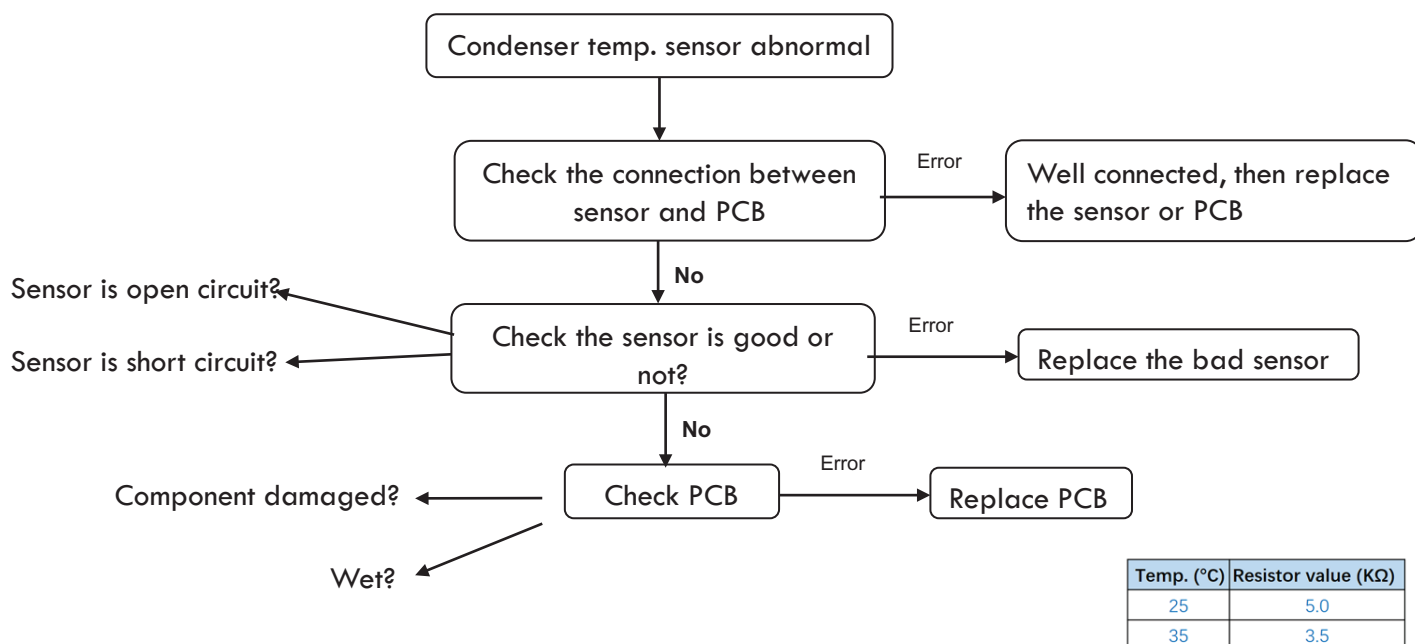 Condenser temp. sensor abnormal
Check the connection between
sensor and PCB
Error
Well connected, then replace
the sensor or PCB
No
Sensor is open circuit?
Sensor is short circuit?
Check the sensor is good or
not?
Error
Replace the bad sensor
No
Component damaged?
Wet?
Check PCB
Error
Replace PCB
Temp. (°C) Resistor value (KΩ)
25 5.0
35 3.5